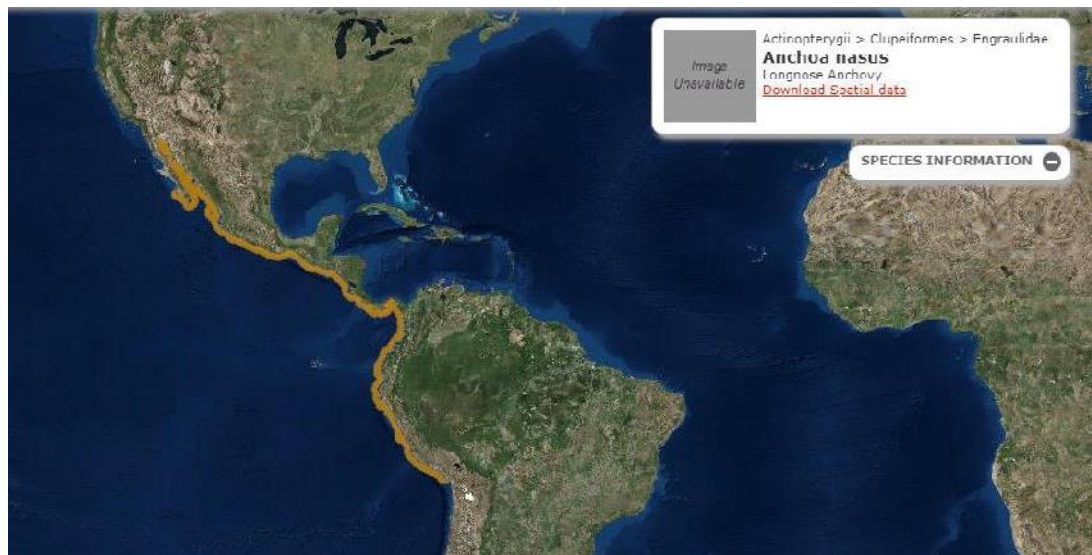 Image
Unavailable
Actinopterygii > Clupeiformes > Engraulidae
Anchoa nasus
Longnose Anchovy
Download Spatial data
SPECIES INFORMATION